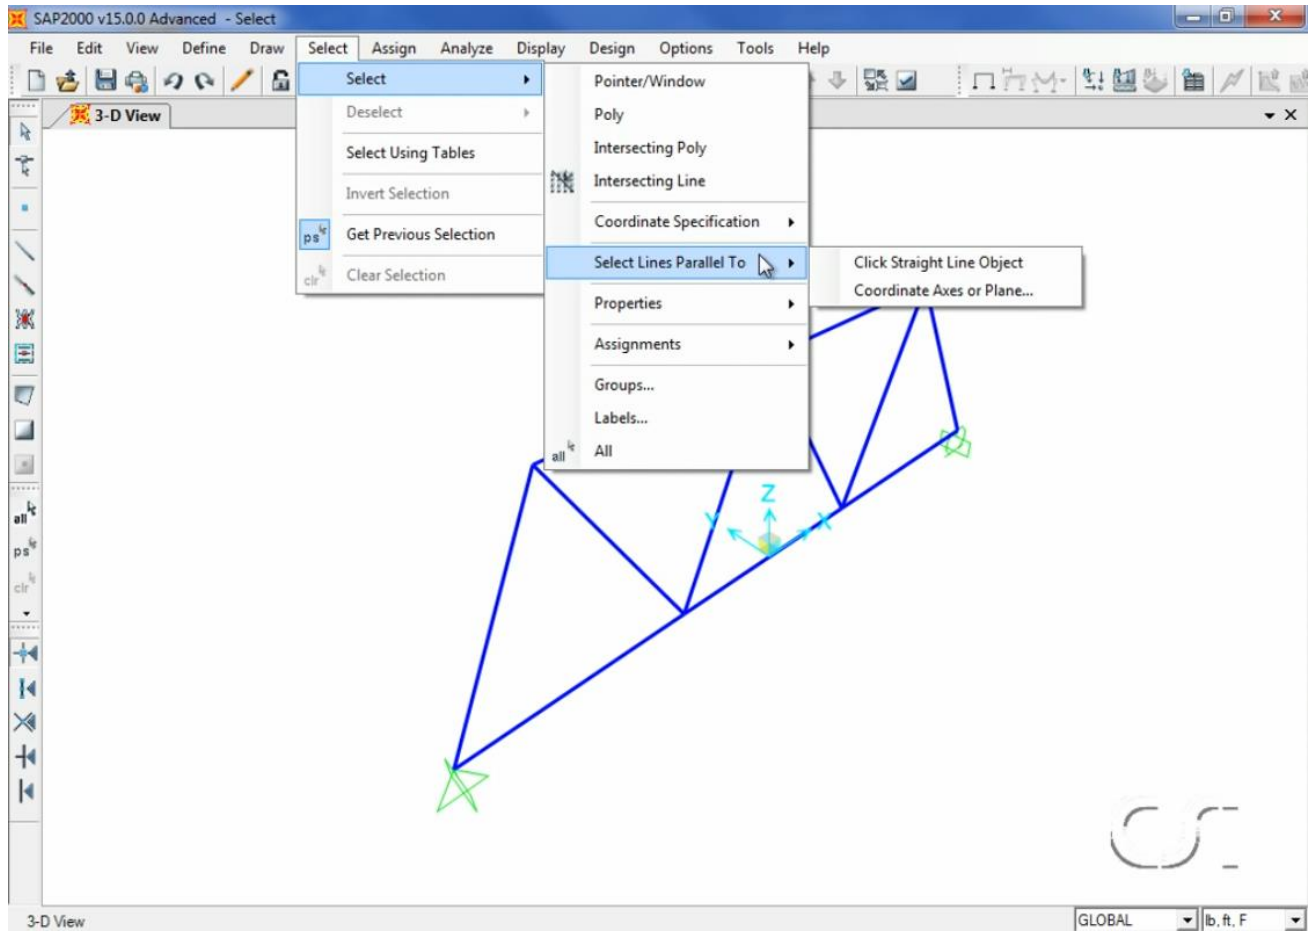 SAP2000 v15.0.0 Advanced - Select
File Edit View Define Draw Select Assign Analyze Display Design Options Tools Help
3-D View
Select
Deselect
Select Using Tables
Invert Selection
ps Get Previous Selection
clr Clear Selection
Pointer/Window
Poly
Intersecting Poly
Intersecting Line
Coordinate Specification
Select Lines Parallel To
Properties
Assignments
Groups...
Labels...
all All
Click Straight Line Object
Coordinate Axes or Plane...
all
ps
clr
Z
Y
X
CSI
3-D View
GLOBAL
lb, ft, F